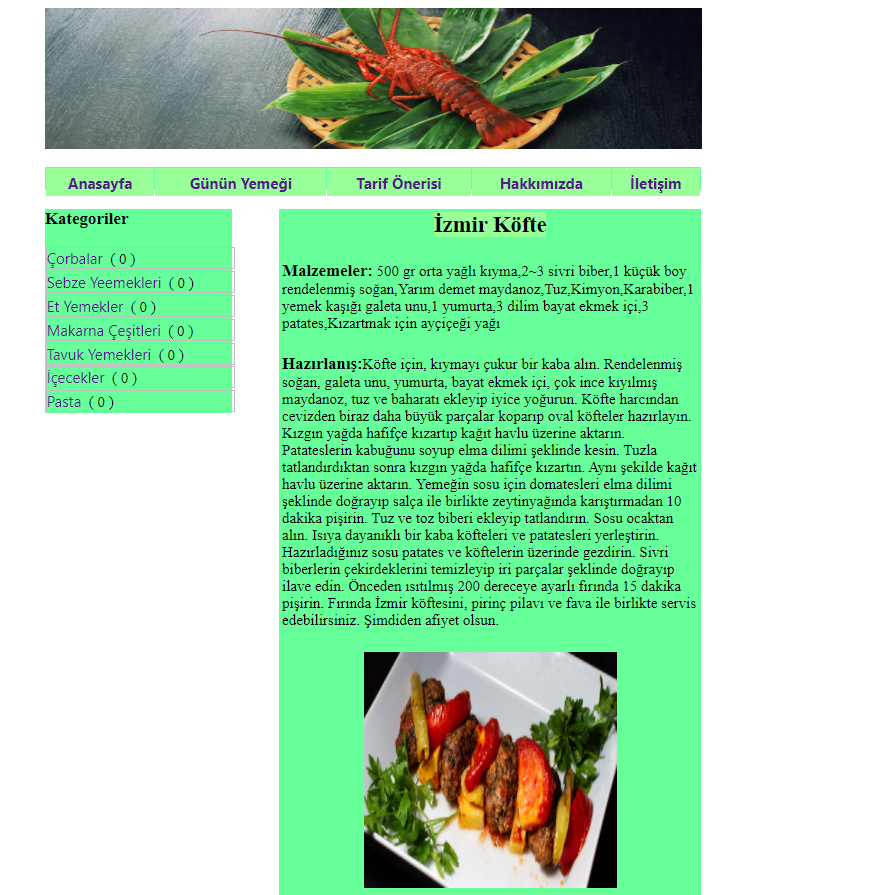 Anasayfa Günün Yemeği Tarif Önerisi Hakkımızda İletişim
Kategoriler
Çorbalar ( 0 )
Sebze Yeemekleri ( 0 )
Et Yemekler ( 0 )
Makarna Çeşitleri ( 0 )
Tavuk Yemekleri ( 0 )
İçecekler ( 0 )
Pasta ( 0 )
İzmir Köfte
Malzemeler: 500 gr orta yağlı kıyma,2~3 sivri biber,1 küçük boy
rendelenmiş soğan,Yarım demet maydanoz,Tuz,Kimyon,Karabiber,1
yemek kaşığı galeta unu,1 yumurta,3 dilim bayat ekmek içi,3
patates,Kızartmak için ayçiçeği yağı
Hazırlanış:Köfte için, kıymayı çukur bir kaba alın. Rendelenmiş
soğan, galeta unu, yumurta, bayat ekmek içi, çok ince kıyılmış
maydanoz, tuz ve baharatı ekleyip iyice yoğurun. Köfte harcından
cevizden biraz daha büyük parçalar koparıp oval köfteler hazırlayın.
Kızgın yağda hafifçe kızartıp kağıt havlu üzerine aktarın.
Patateslerin kabuğunu soyup elma dilimi şeklinde kesin. Tuzla
tatlandırdıktan sonra kızgın yağda hafifçe kızartın. Aynı şekilde kağıt
havlu üzerine aktarın. Yemeğin sosu için domatesleri elma dilimi
şeklinde doğrayıp salça ile birlikte zeytinyağında karıştırmadan 10
dakika pişirin. Tuz ve toz biberi ekleyip tatlandırın. Sosu ocaktan
alın. Isıya dayanıklı bir kaba köfteleri ve patatesleri yerleştirin.
Hazırladığınız sosu patates ve köftelerin üzerinde gezdirin. Sivri
biberlerin çekirdeklerini temizleyip iri parçalar şeklinde doğrayıp
ilave edin. Önceden ısıtılmış 200 dereceye ayarlı fırında 15 dakika
pişirin. Fırında İzmir köftesini, pirinç pilavı ve fava ile birlikte servis
edebilirsiniz. Şimdiden afiyet olsun.